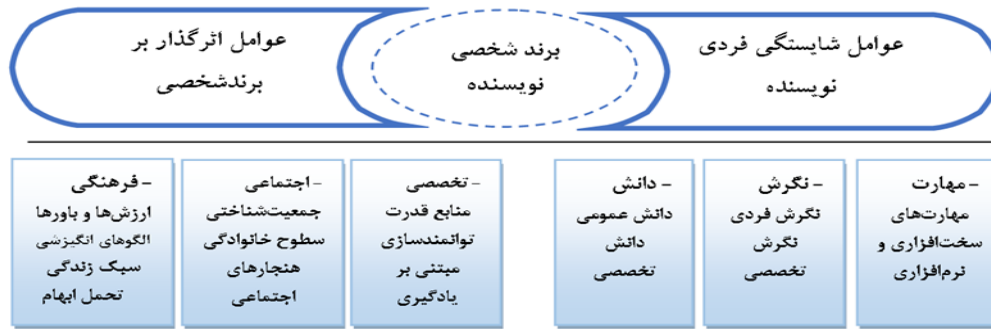 عوامل شایستگی فردی
نویسنده
برند شخصی
نویسنده
عوامل اثرگذار بر
برندشخصی
-مهارت
مهارت‌های
سخت‌افزاری و
نرم‌افزاری
-نگرش
نگرش فردی
نگرش
تخصصی
-دانش
دانش عمومی
دانش
تخصصی
-تخصصی
منابع قدرت
توانمندسازی
مبتنی بر
یادگیری
-اجتماعی
جمعیت‌شناختی
سطوح خانوادگی
هنجارهای
اجتماعی
-فرهنگی
ارزش‌ها و باورها
الگوهای انگیزشی
سبک زندگی
تحمل ابهام